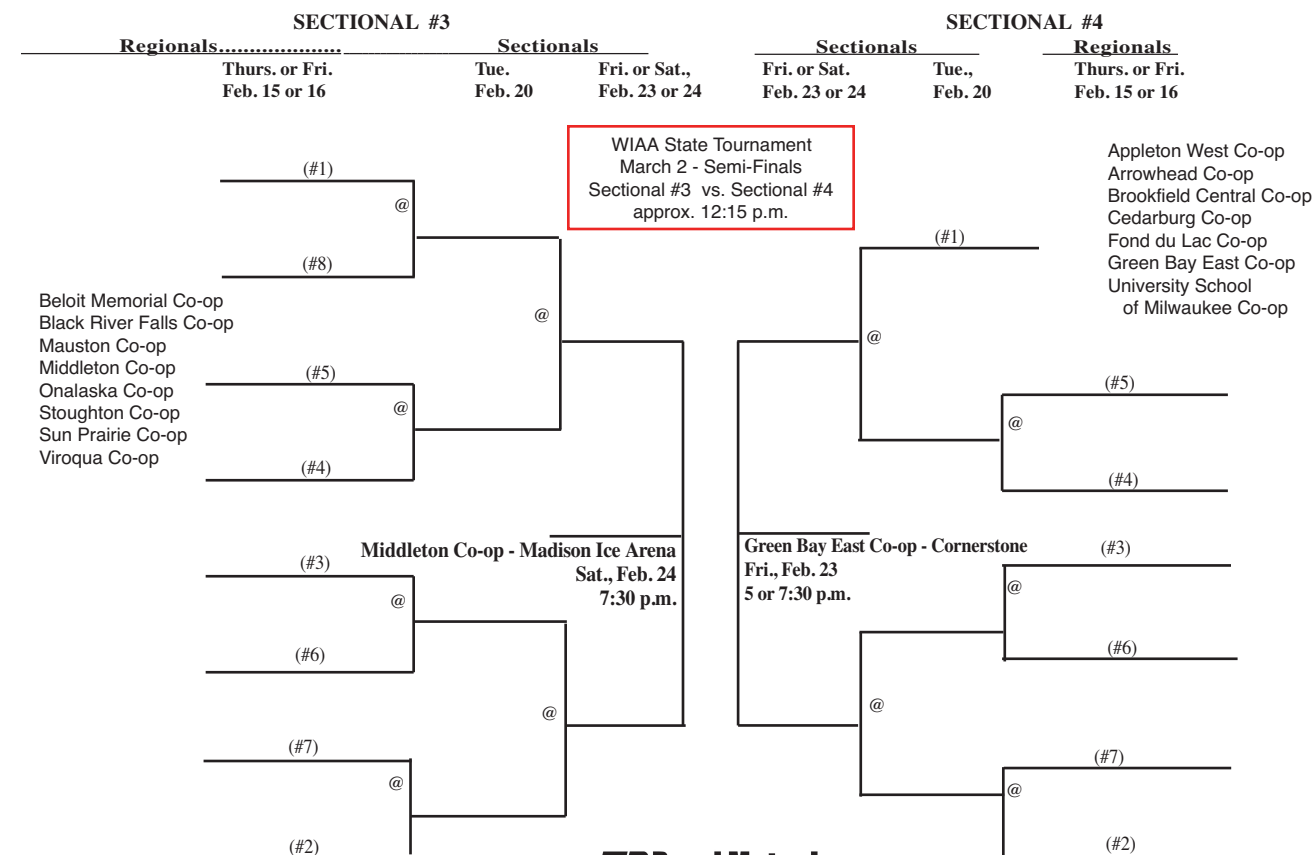 SECTIONAL #3
Regionals....................
Sectionals
Thurs. or Fri.
Feb. 15 or 16
Tue.
Feb. 20
Fri. or Sat.,
Feb. 23 or 24
SECTIONAL #4
Sectionals
Regionals
Fri. or Sat.
Feb. 23 or 24
Tue.,
Feb. 20
Thurs. or Fri.
Feb. 15 or 16
WIAA State Tournament
March 2 - Semi-Finals
Sectional #3 vs. Sectional #4
approx. 12:15 p.m.
(#1)
@
(#8)
@
Beloit Memorial Co-op
Black River Falls Co-op
Mauston Co-op
Middleton Co-op
Onalaska Co-op
Stoughton Co-op
Sun Prairie Co-op
Viroqua Co-op
(#5)
@
(#4)
Middleton Co-op - Madison Ice Arena
Sat., Feb. 24
7:30 p.m.
(#3)
@
(#6)
@
(#7)
@
(#2)
Appleton West Co-op
Arrowhead Co-op
Brookfield Central Co-op
Cedarburg Co-op
Fond du Lac Co-op
Green Bay East Co-op
University School
of Milwaukee Co-op
(#1)
@
(#5)
@
(#4)
Green Bay East Co-op - Cornerstone
Fri., Feb. 23
5 or 7:30 p.m.
(#3)
@
(#6)
@
(#7)
@
(#2)